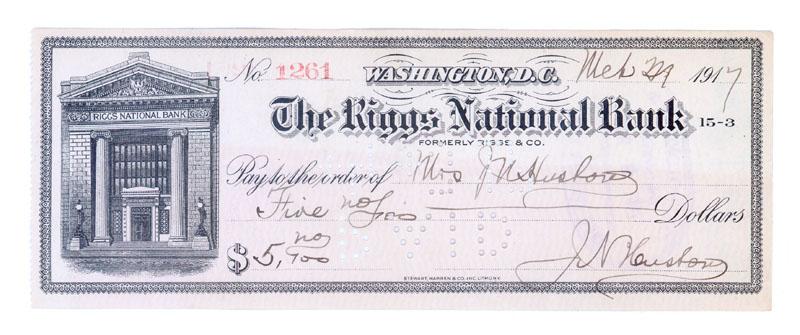 No. 1261 WASHINGTON, D.C. Mch 29 1917
RIGGS NATIONAL BANK
The Riggs National Bank 15-3
FORMERLY RIGGS & CO.
Pay to the order of Mrs J N Huston
Five no/100 Dollars
$5, no/100 J N Huston
STEWART, WARREN & CO. INC. LITHO N.Y.